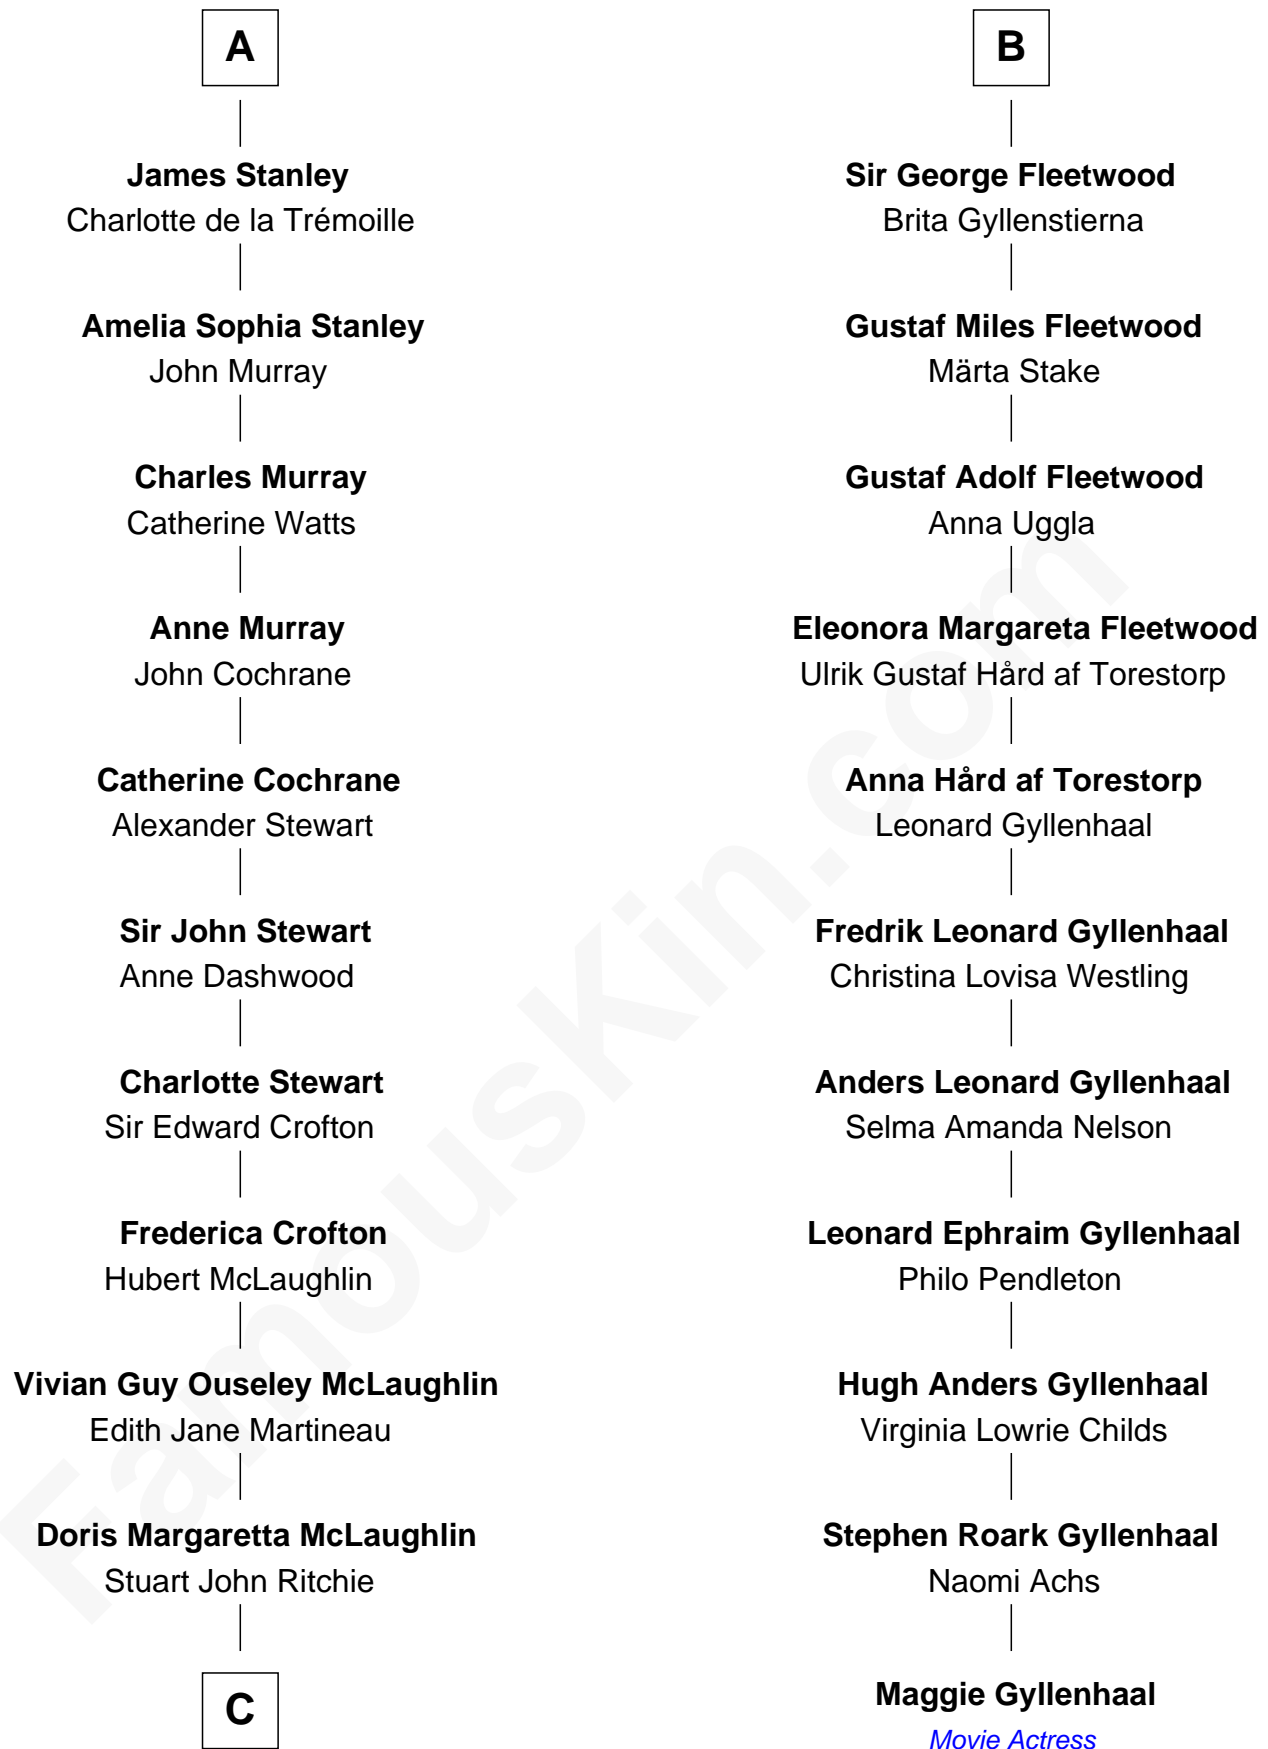 A
James Stanley
Charlotte de la Trémoille
Amelia Sophia Stanley
John Murray
Charles Murray
Catherine Watts
Anne Murray
John Cochrane
Catherine Cochrane
Alexander Stewart
Sir John Stewart
Anne Dashwood
Charlotte Stewart
Sir Edward Crofton
Frederica Crofton
Hubert McLaughlin
Vivian Guy Ouseley McLaughlin
Edith Jane Martineau
Doris Margaretta McLaughlin
Stuart John Ritchie
C
B
Sir George Fleetwood
Brita Gyllenstierna
Gustaf Miles Fleetwood
Märta Stake
Gustaf Adolf Fleetwood
Anna Uggla
Eleonora Margareta Fleetwood
Ulrik Gustaf Hård af Torestorp
Anna Hård af Torestorp
Leonard Gyllenhaal
Fredrik Leonard Gyllenhaal
Christina Lovisa Westling
Anders Leonard Gyllenhaal
Selma Amanda Nelson
Leonard Ephraim Gyllenhaal
Philo Pendleton
Hugh Anders Gyllenhaal
Virginia Lowrie Childs
Stephen Roark Gyllenhaal
Naomi Achs
Maggie Gyllenhaal
Movie Actress
FamousKin.com